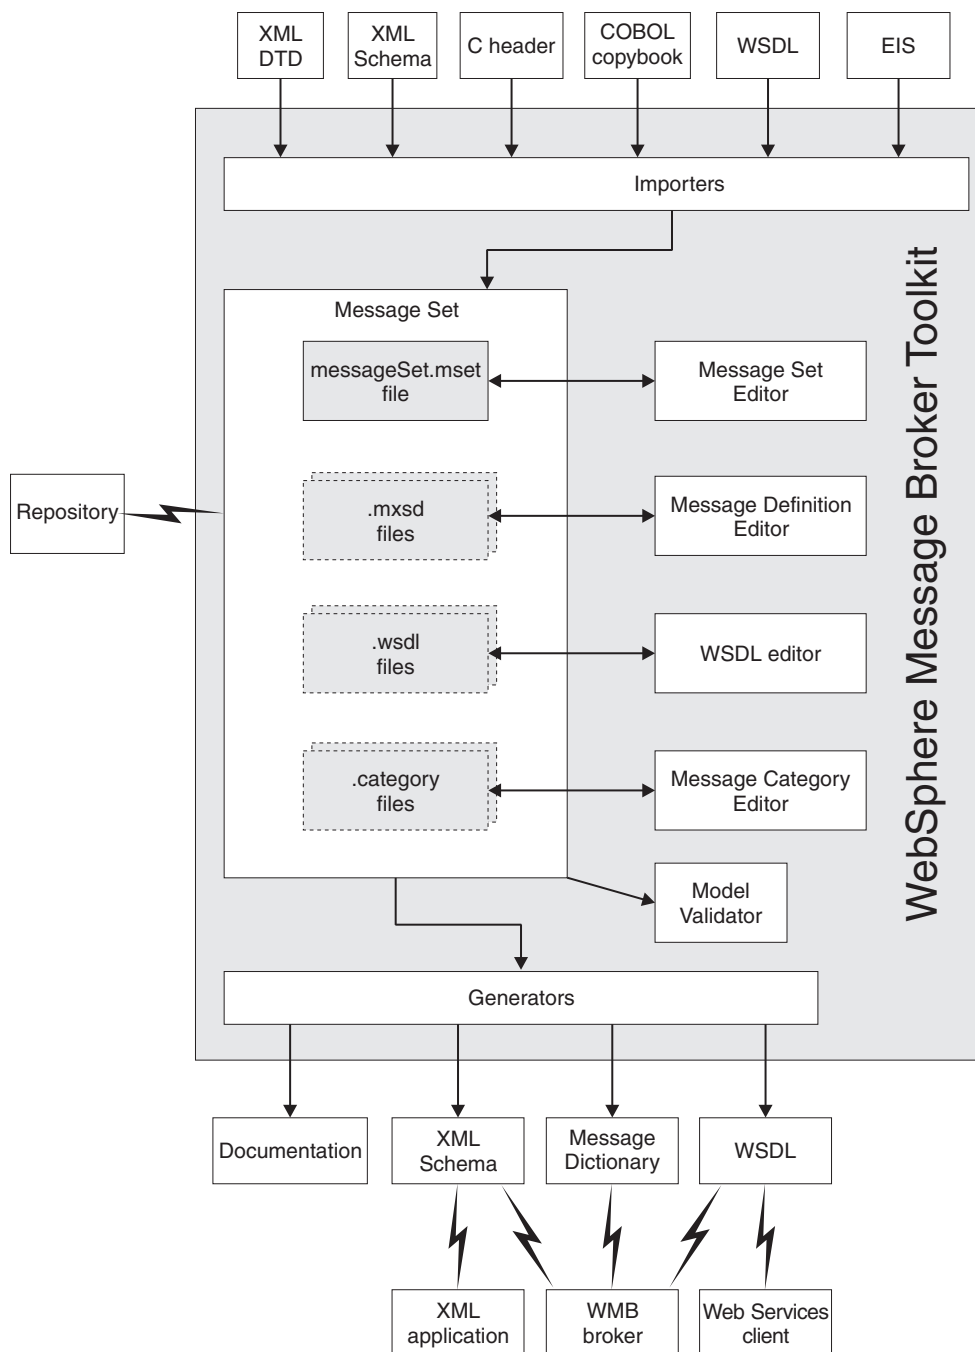 XML
DTD
XML
Schema
C header
COBOL
copybook
WSDL
EIS
Importers
WebSphere Message Broker Toolkit
Message Set
messageSet.mset
file
Message Set
Editor
Repository
.mxsd
files
Message Definition
Editor
.wsdl
files
WSDL editor
.category
files
Message Category
Editor
Model
Validator
Generators
Documentation
XML
Schema
Message
Dictionary
WSDL
XML
application
WMB
broker
Web Services
client